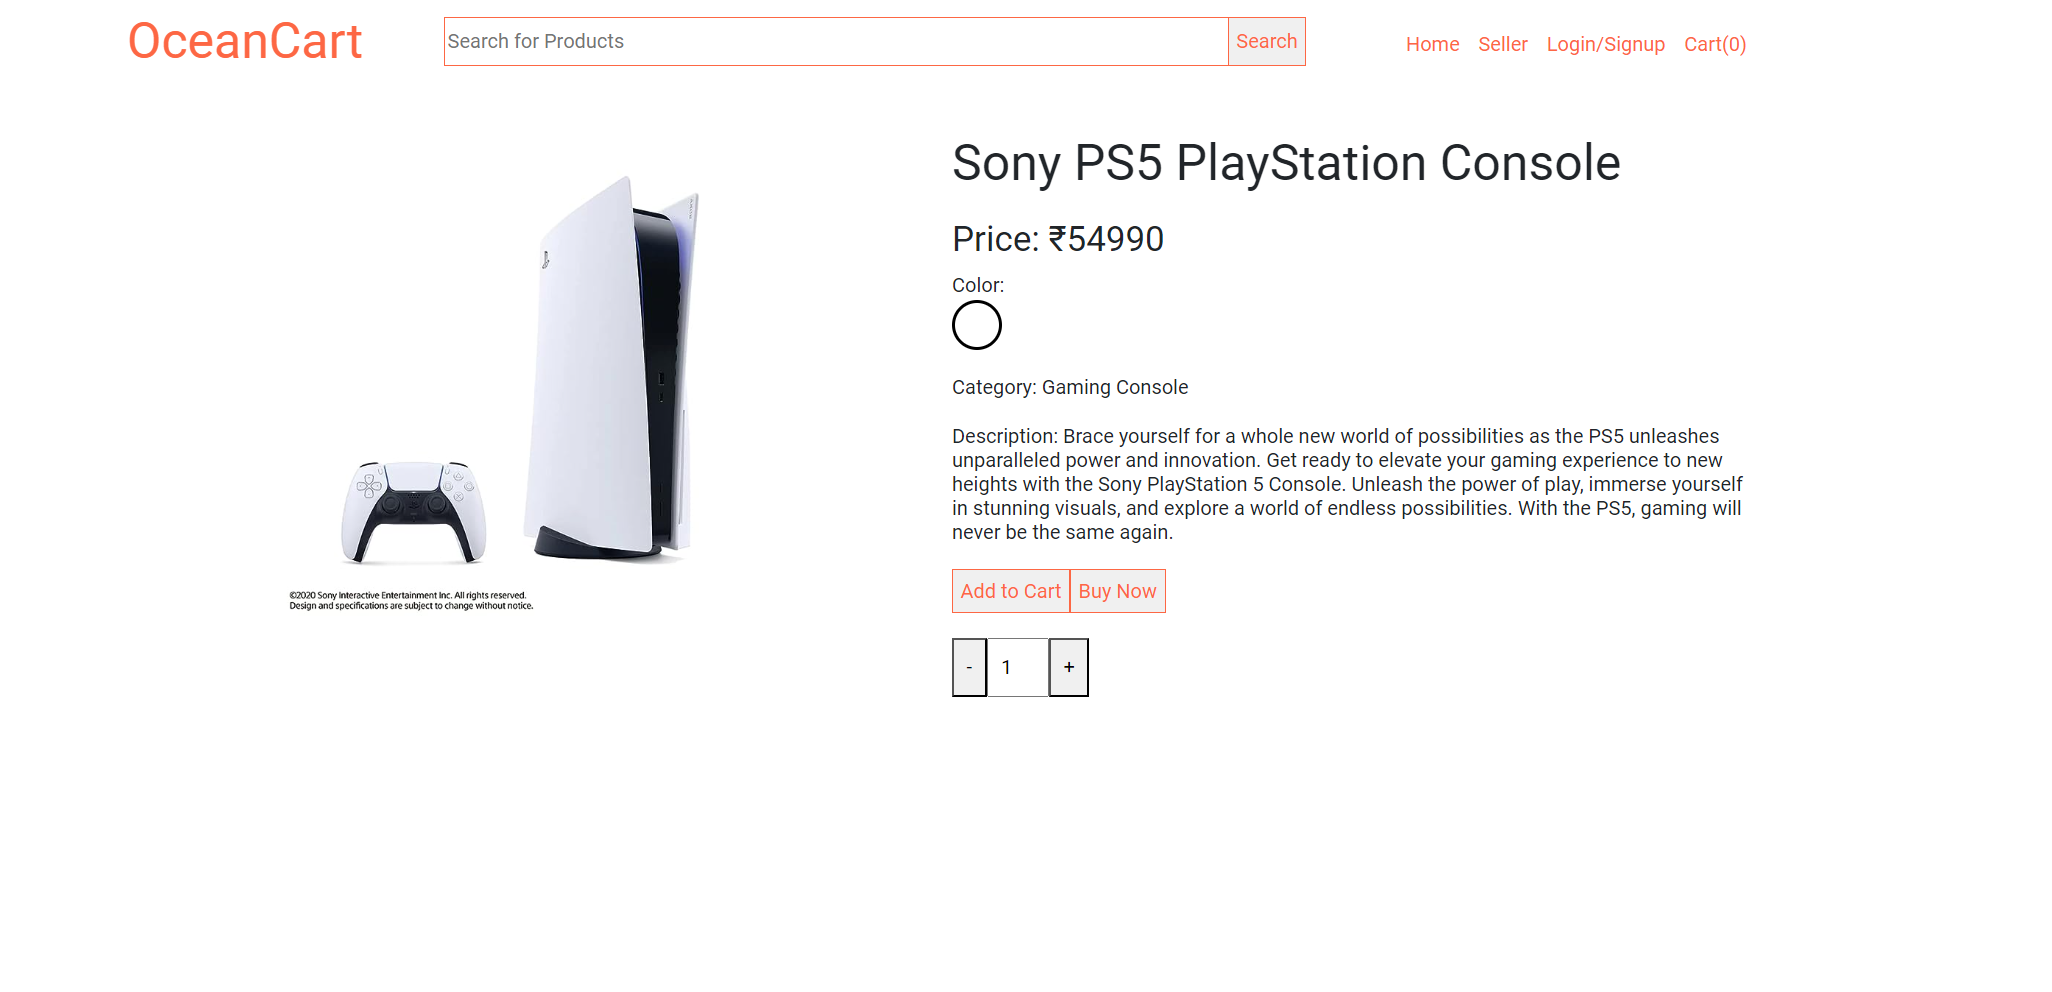 OceanCart
Search for Products
Search
Home
Seller
Login/Signup
Cart(0)
Sony PS5 PlayStation Console
Price: ₹54990
Color:
Category: Gaming Console
Description: Brace yourself for a whole new world of possibilities as the PS5 unleashes
unparalleled power and innovation. Get ready to elevate your gaming experience to new
heights with the Sony PlayStation 5 Console. Unleash the power of play, immerse yourself
in stunning visuals, and explore a world of endless possibilities. With the PS5, gaming will
never be the same again.
©2020 Sony Interactive Entertainment Inc. All rights reserved.
Design and specifications are subject to change without notice.
Add to Cart
Buy Now
- 1 +